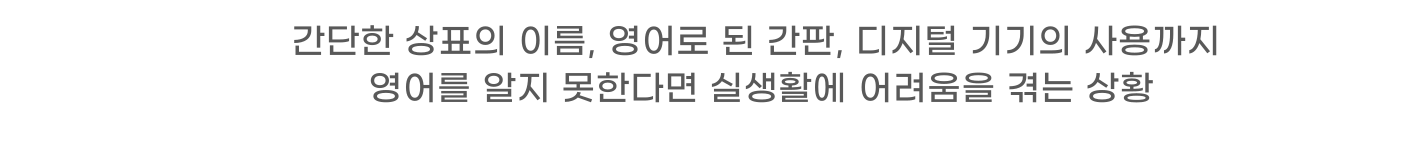 간단한 상표의 이름, 영어로 된 간판, 디지털 기기의 사용까지
영어를 알지 못한다면 실생활에 어려움을 겪는 상황